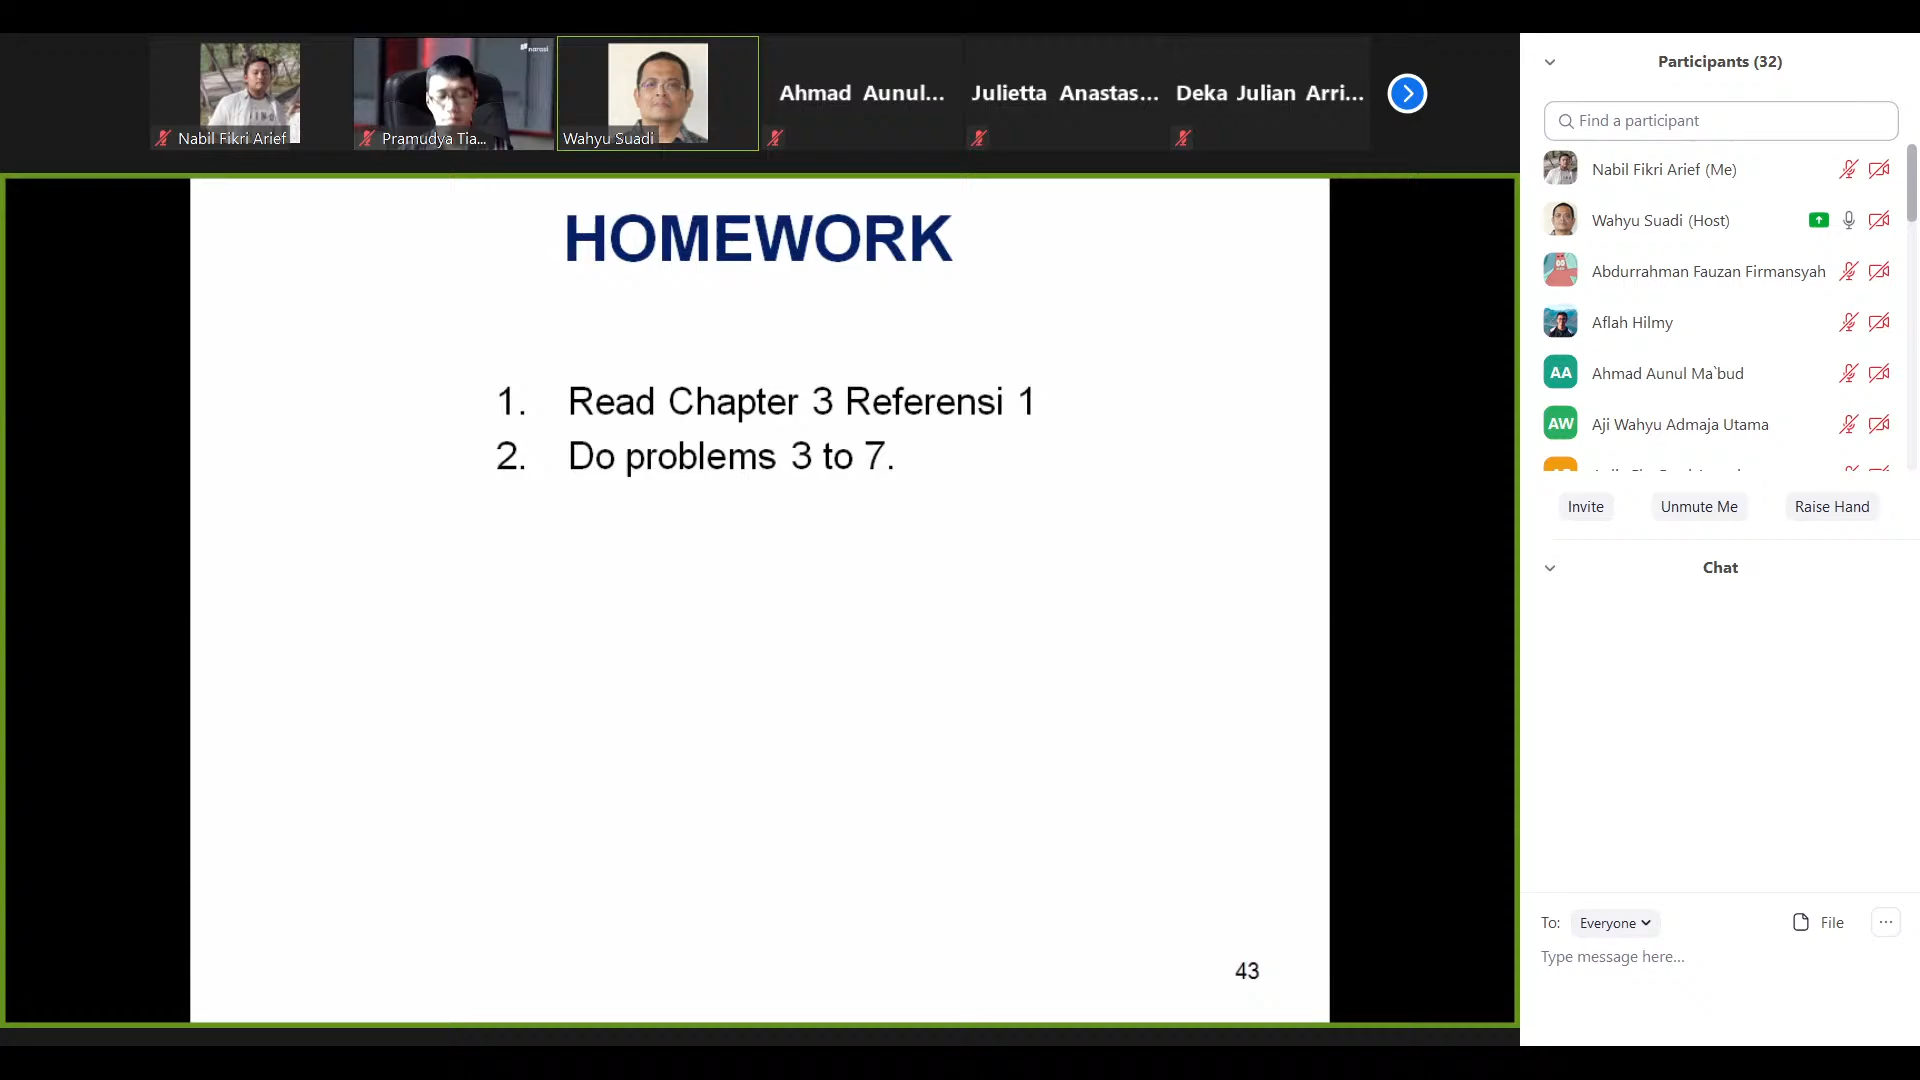 narasi
Nabil Fikri Arief
Pramudya Tia...
Wahyu Suadi
Ahmad Aunul...
Julietta Anastas...
Deka Julian Arri...
HOMEWORK
1. Read Chapter 3 Referensi 1
2. Do problems 3 to 7.
43
Participants (32)
Find a participant
Nabil Fikri Arief (Me)
Wahyu Suadi (Host)
Abdurrahman Fauzan Firmansyah
Aflah Hilmy
AA Ahmad Aunul Ma`bud
AW Aji Wahyu Admaja Utama
Invite Unmute Me Raise Hand
Chat
To: Everyone File
Type message here...